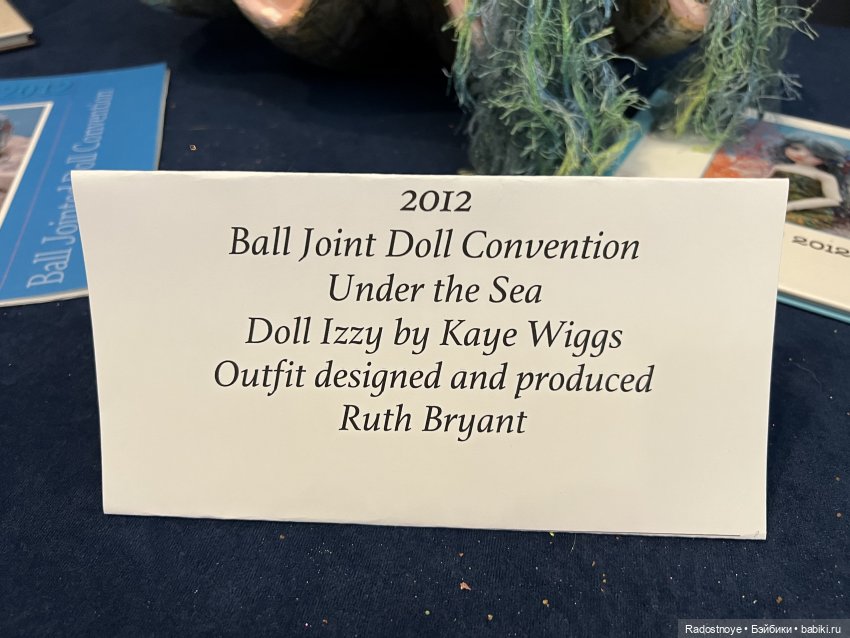 2012
Ball Jointed Doll Convention
2012
Ball Joint Doll Convention
Under the Sea
Doll Izzy by Kaye Wiggs
Outfit designed and produced
Ruth Bryant
2012
Radostnoye • Бэйбики • babiki.ru